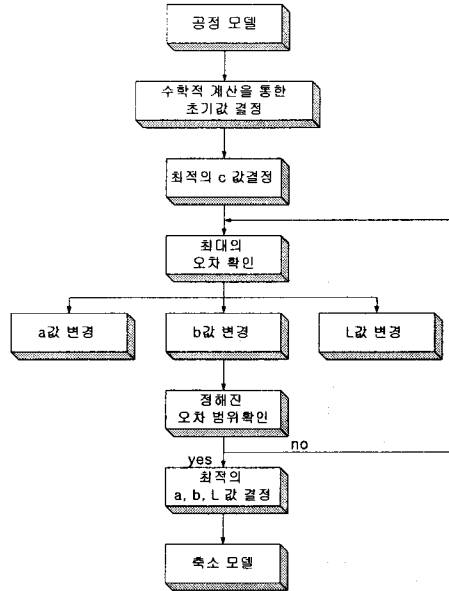 공정 모델
수학적 계산을 통한
초기값 결정
최적의 c 값결정
최대의
오차 확인
a값 변경
b값 변경
L값 변경
정해진
오차 범위확인
no
yes
최적의
a, b, L 값 결정
축소 모델